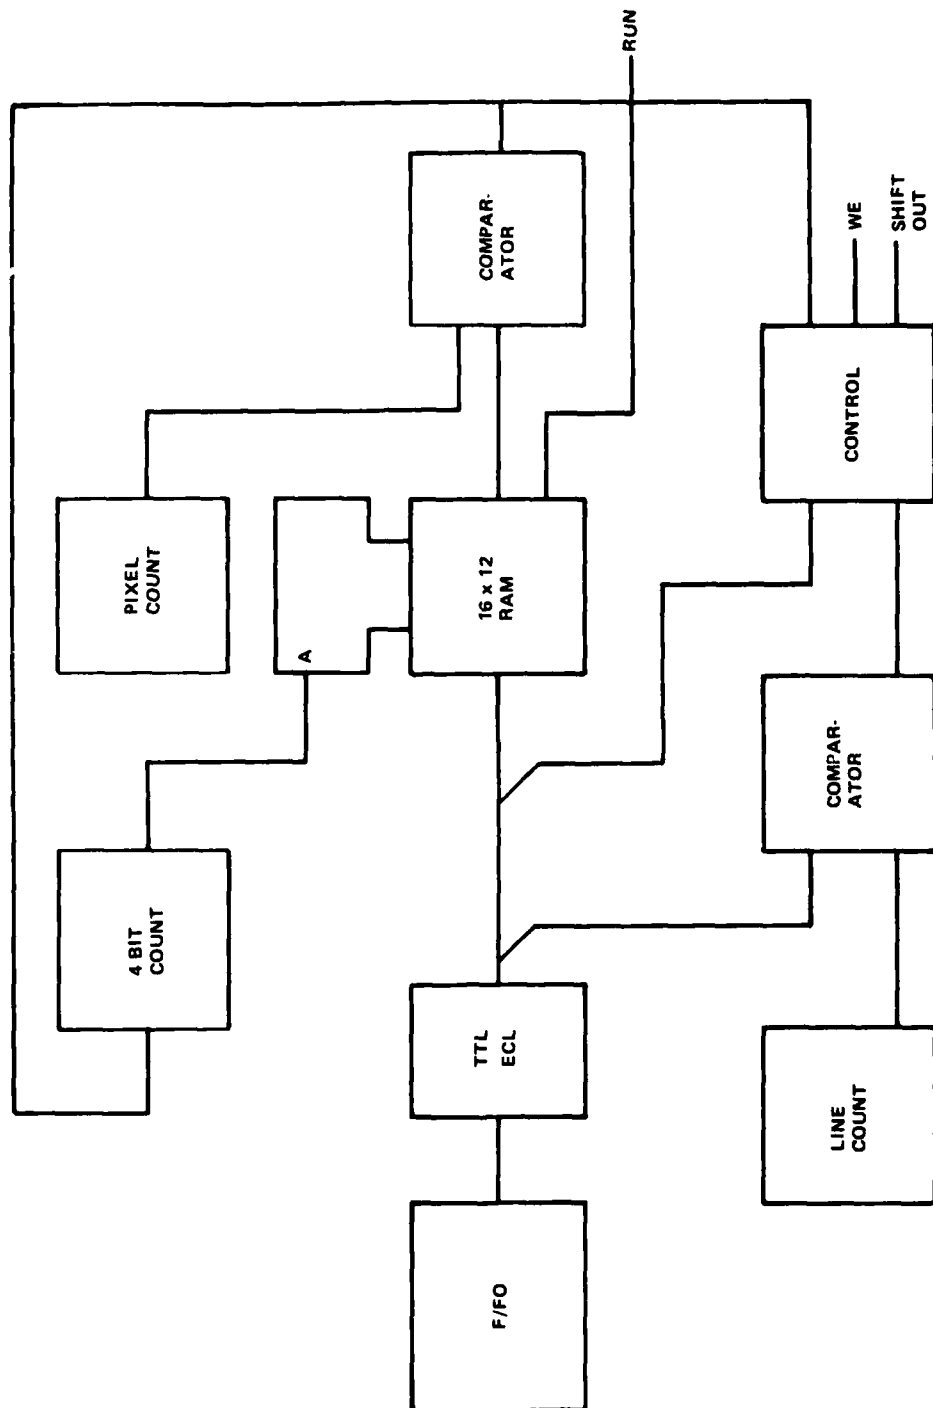 4 BIT
COUNT
PIXEL
COUNT
A
F/FO
TTL
ECL
16 x 12
RAM
COMPAR-
ATOR
RUN
LINE
COUNT
COMPAR-
ATOR
CONTROL
WE
SHIFT
OUT